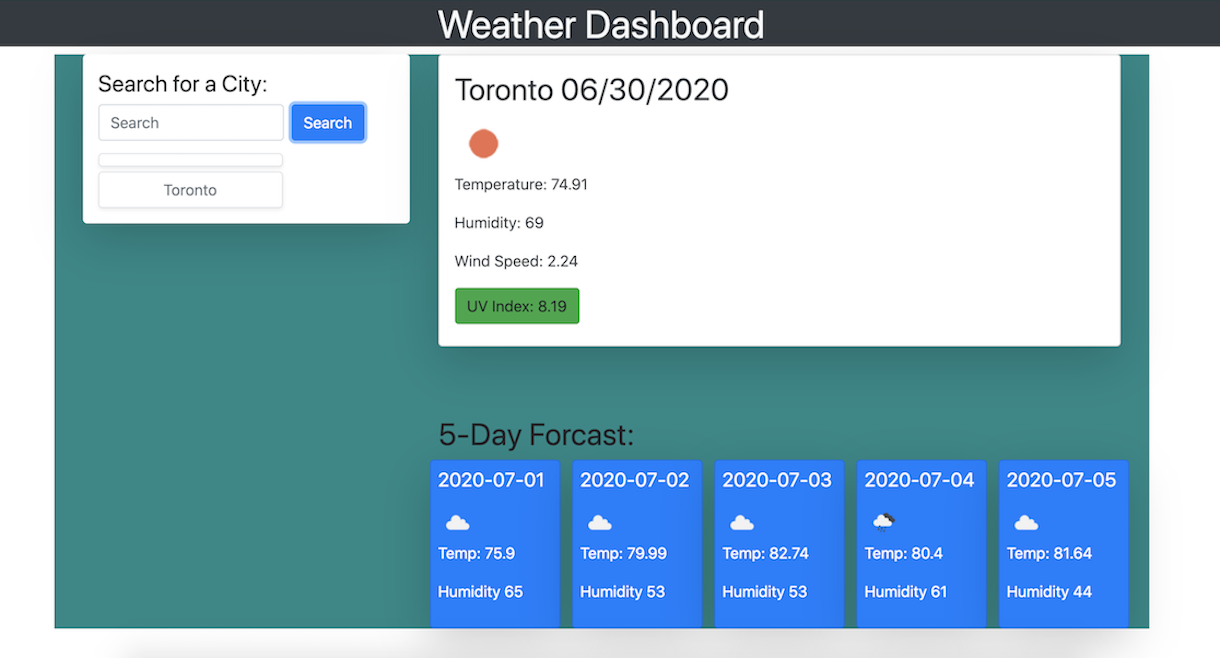 Weather Dashboard
Search for a City:
Search
Search
Toronto
Toronto 06/30/2020
Temperature: 74.91
Humidity: 69
Wind Speed: 2.24
UV Index: 8.19
5-Day Forcast:
2020-07-01
Temp: 75.9
Humidity 65
2020-07-02
Temp: 79.99
Humidity 53
2020-07-03
Temp: 82.74
Humidity 53
2020-07-04
Temp: 80.4
Humidity 61
2020-07-05
Temp: 81.64
Humidity 44